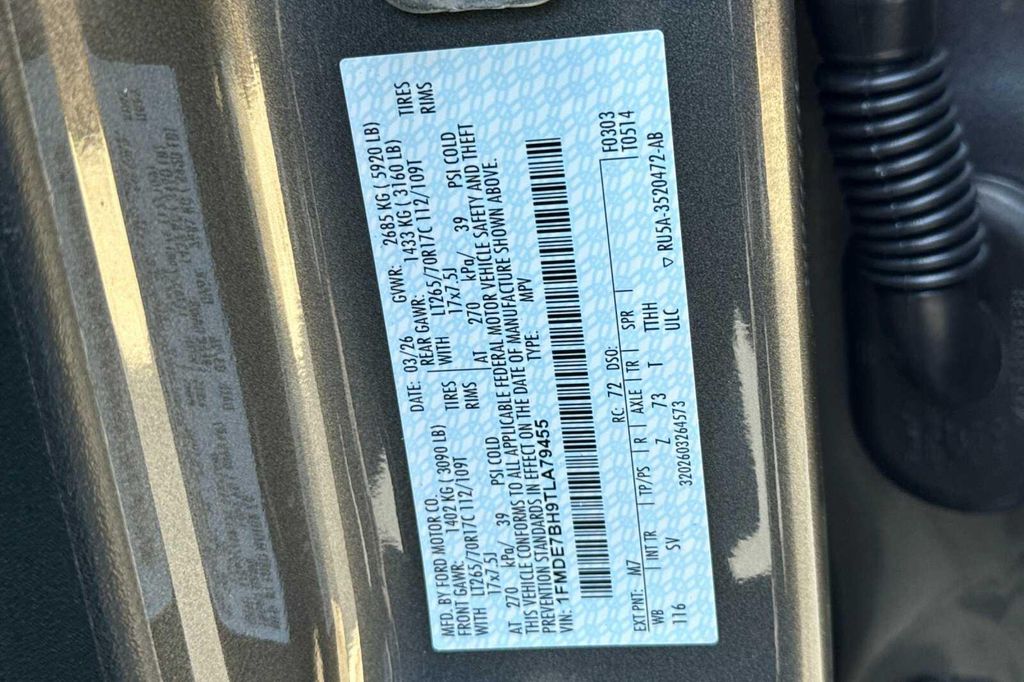 MFD. BY FORD MOTOR CO.
DATE: 03/26 GVWR: 2685 KG ( 5920 LB)
FRONT GAWR: 1402 KG ( 3090 LB) REAR GAWR: 1433 KG ( 3160 LB)
WITH LT265/70R17C 112/109T TIRES WITH LT265/70R17C 112/109T TIRES
17x7.5J RIMS 17x7.5J RIMS
AT 270 kPa/ 39 PSI COLD AT 270 kPa/ 39 PSI COLD
THIS VEHICLE CONFORMS TO ALL APPLICABLE FEDERAL MOTOR VEHICLE SAFETY AND THEFT
PREVENTION STANDARDS IN EFFECT ON THE DATE OF MANUFACTURE SHOWN ABOVE.
VIN: 1FMDE7BH9TLA79455 TYPE: MPV
F0303
EXT PNT: M7 RC: 72 DSO: T0514
WB INT TR TP/PS R AXLE TR SPR
116 SV Z 73 T TTHH
ULC
3202603264573 ▽ RU5A-3520472-AB